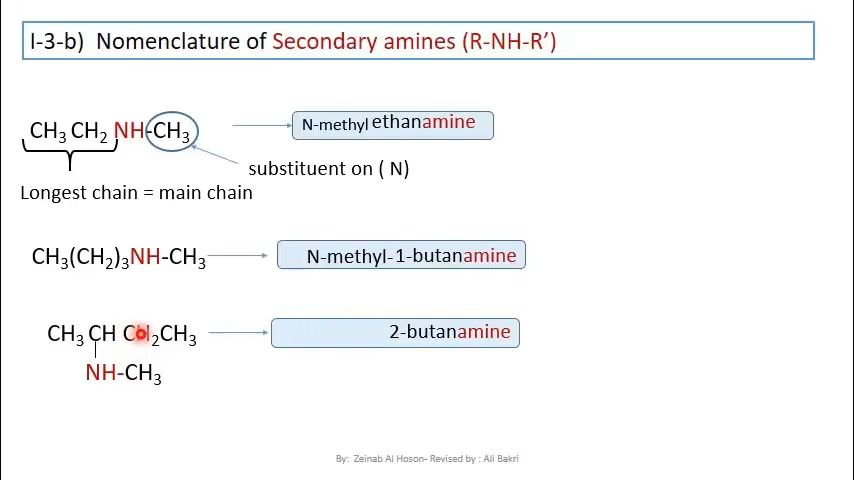 I-3-b) Nomenclature of Secondary amines (R-NH-R’)
CH3 CH2 NH-CH3
N-methyl ethanamine
substituent on ( N)
Longest chain = main chain
CH3(CH2)3NH-CH3
N-methyl-1-butanamine
CH3 CH CH2CH3
2-butanamine
NH-CH3
By: Zeinab Al Hoson- Revised by : Ali Bakri